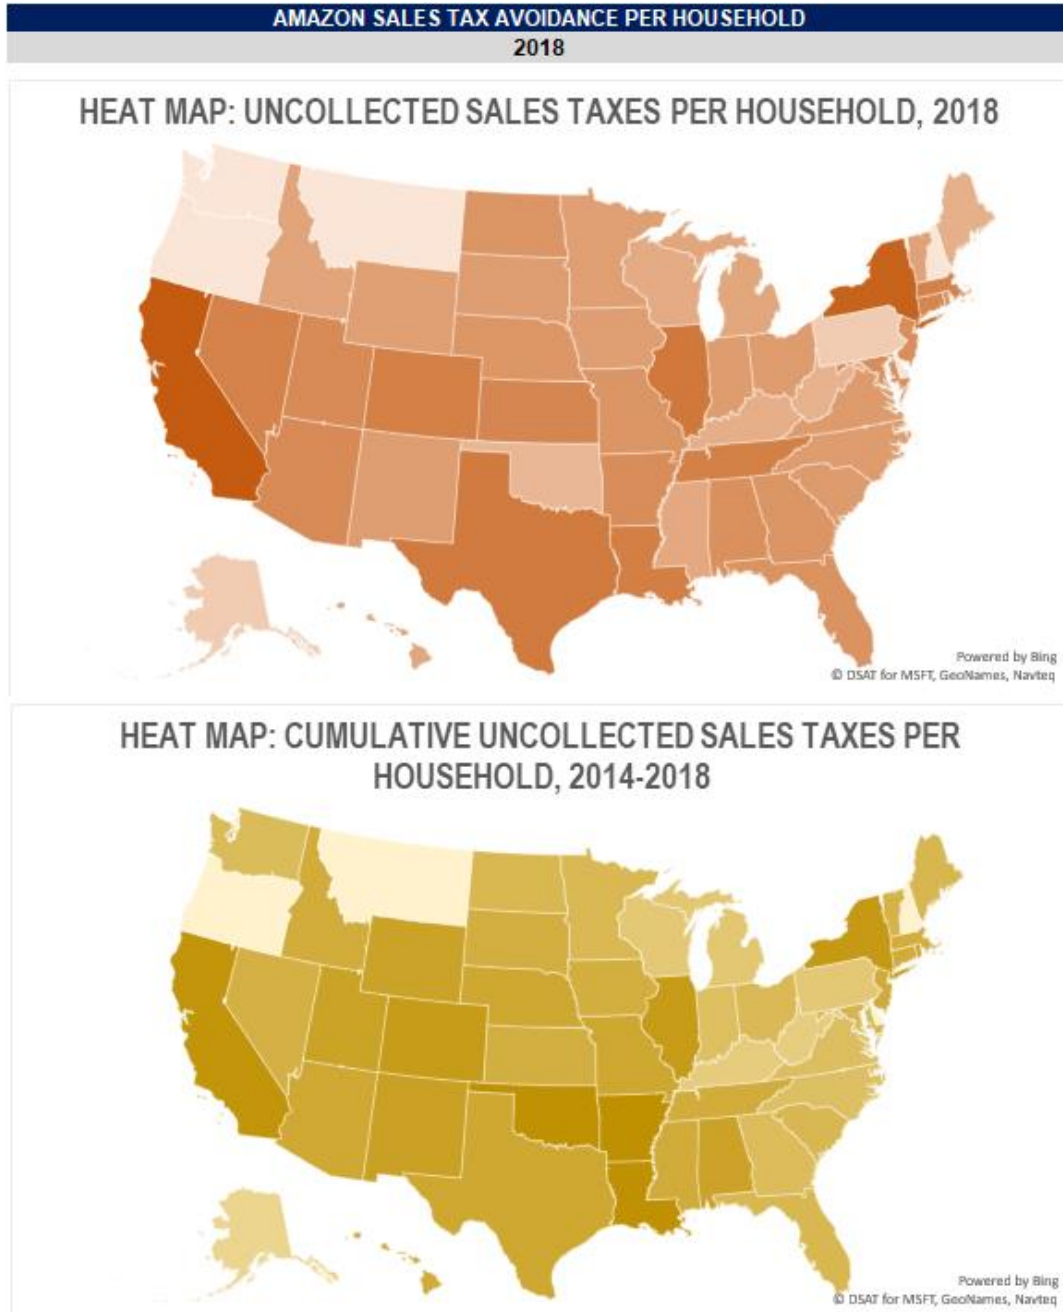 AMAZON SALES TAX AVOIDANCE PER HOUSEHOLD
2018
HEAT MAP: UNCOLLECTED SALES TAXES PER HOUSEHOLD, 2018
Powered by Bing
© DSAT for MSFT, GeoNames, Navteq
HEAT MAP: CUMULATIVE UNCOLLECTED SALES TAXES PER
HOUSEHOLD, 2014-2018
Powered by Bing
© DSAT for MSFT, GeoNames, Navteq